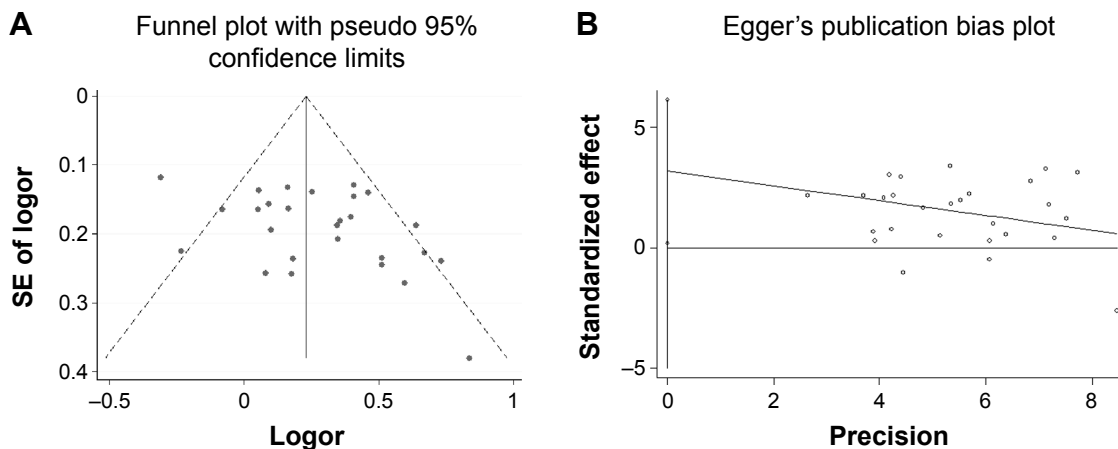 A
Funnel plot with pseudo 95%
confidence limits
SE of logor
0
0.1
0.2
0.3
0.4
–0.5
0
0.5
1
Logor
B
Egger’s publication bias plot
Standardized effect
5
0
–5
0
2
4
6
8
Precision